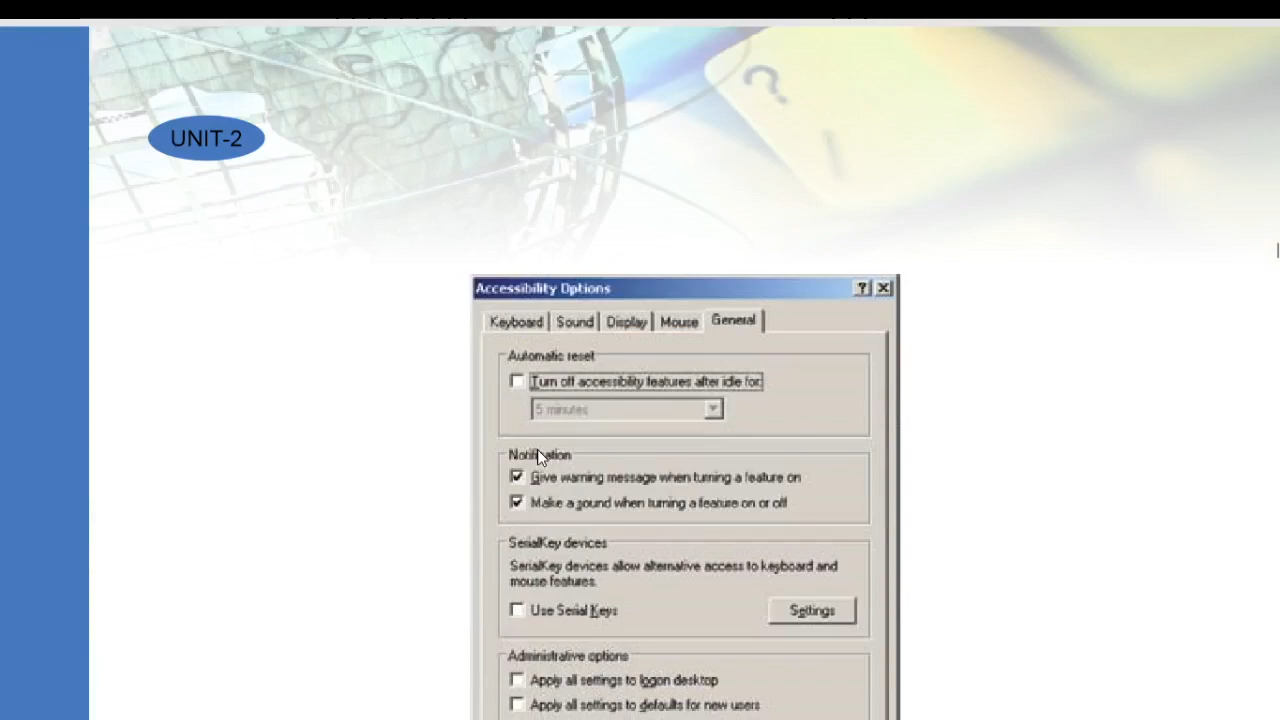 UNIT-2
?
Accessibility Options
Keyboard Sound Display Mouse General
Automatic reset
Turn off accessibility features after idle for:
5 minutes
Notification
Give warning message when turning a feature on
Make a sound when turning a feature on or off
SerialKey devices
SerialKey devices allow alternative access to keyboard and
mouse features.
Use Serial Keys Settings
Administrative options
Apply all settings to logon desktop
Apply all settings to defaults for new users